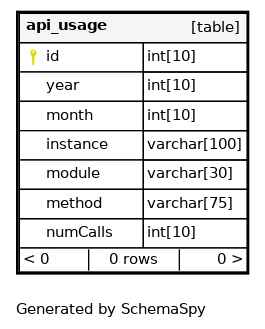 api_usage [table]
id int[10]
year int[10]
month int[10]
instance varchar[100]
module varchar[30]
method varchar[75]
numCalls int[10]
< 0 0 rows 0 >
Generated by SchemaSpy